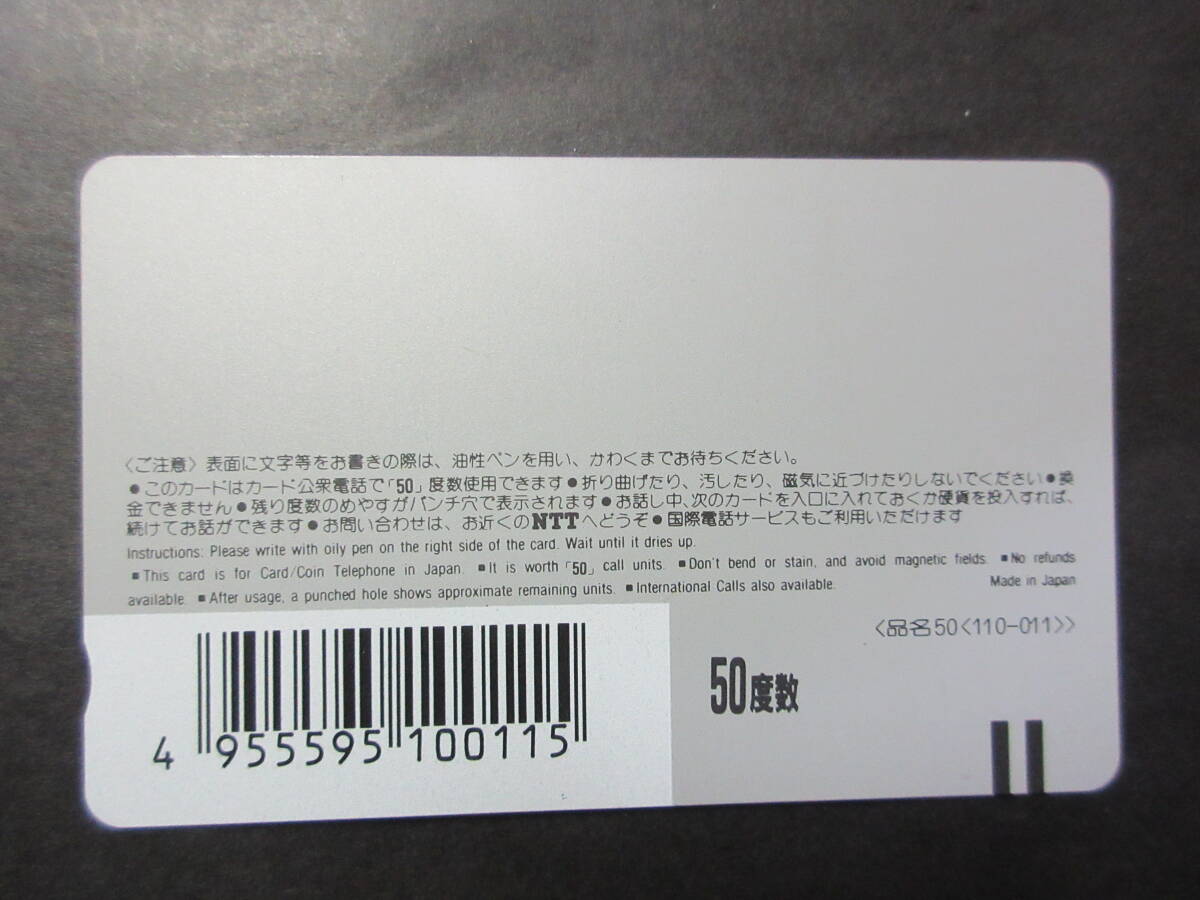 〈ご注意〉表面に文字等をお書きの際は、油性ペンを用い、かわくまでお待ちください。
●このカードはカード公衆電話で「50」度数使用できます●折り曲げたり、汚したり、磁気に近づけたりしないでください●換
金できません●残り度数のめやすがパンチ穴で表示されます●お話し中、次のカードを入口に入れておくか硬貨を投入すれば、
続けてお話ができます●お問い合わせは、お近くのNTTへどうぞ●国際電話サービスもご利用いただけます
Instructions: Please write with oily pen on the right side of the card. Wait until it dries up.
■This card is for Card/Coin Telephone in Japan. ■It is worth「50」call units. ■Don't bend or stain, and avoid magnetic fields. ■No refunds
available. ■After usage, a punched hole shows approximate remaining units. ■International Calls also available.
Made in Japan
〈品名50〈110-011〉〉
50度数
4 955595 100115